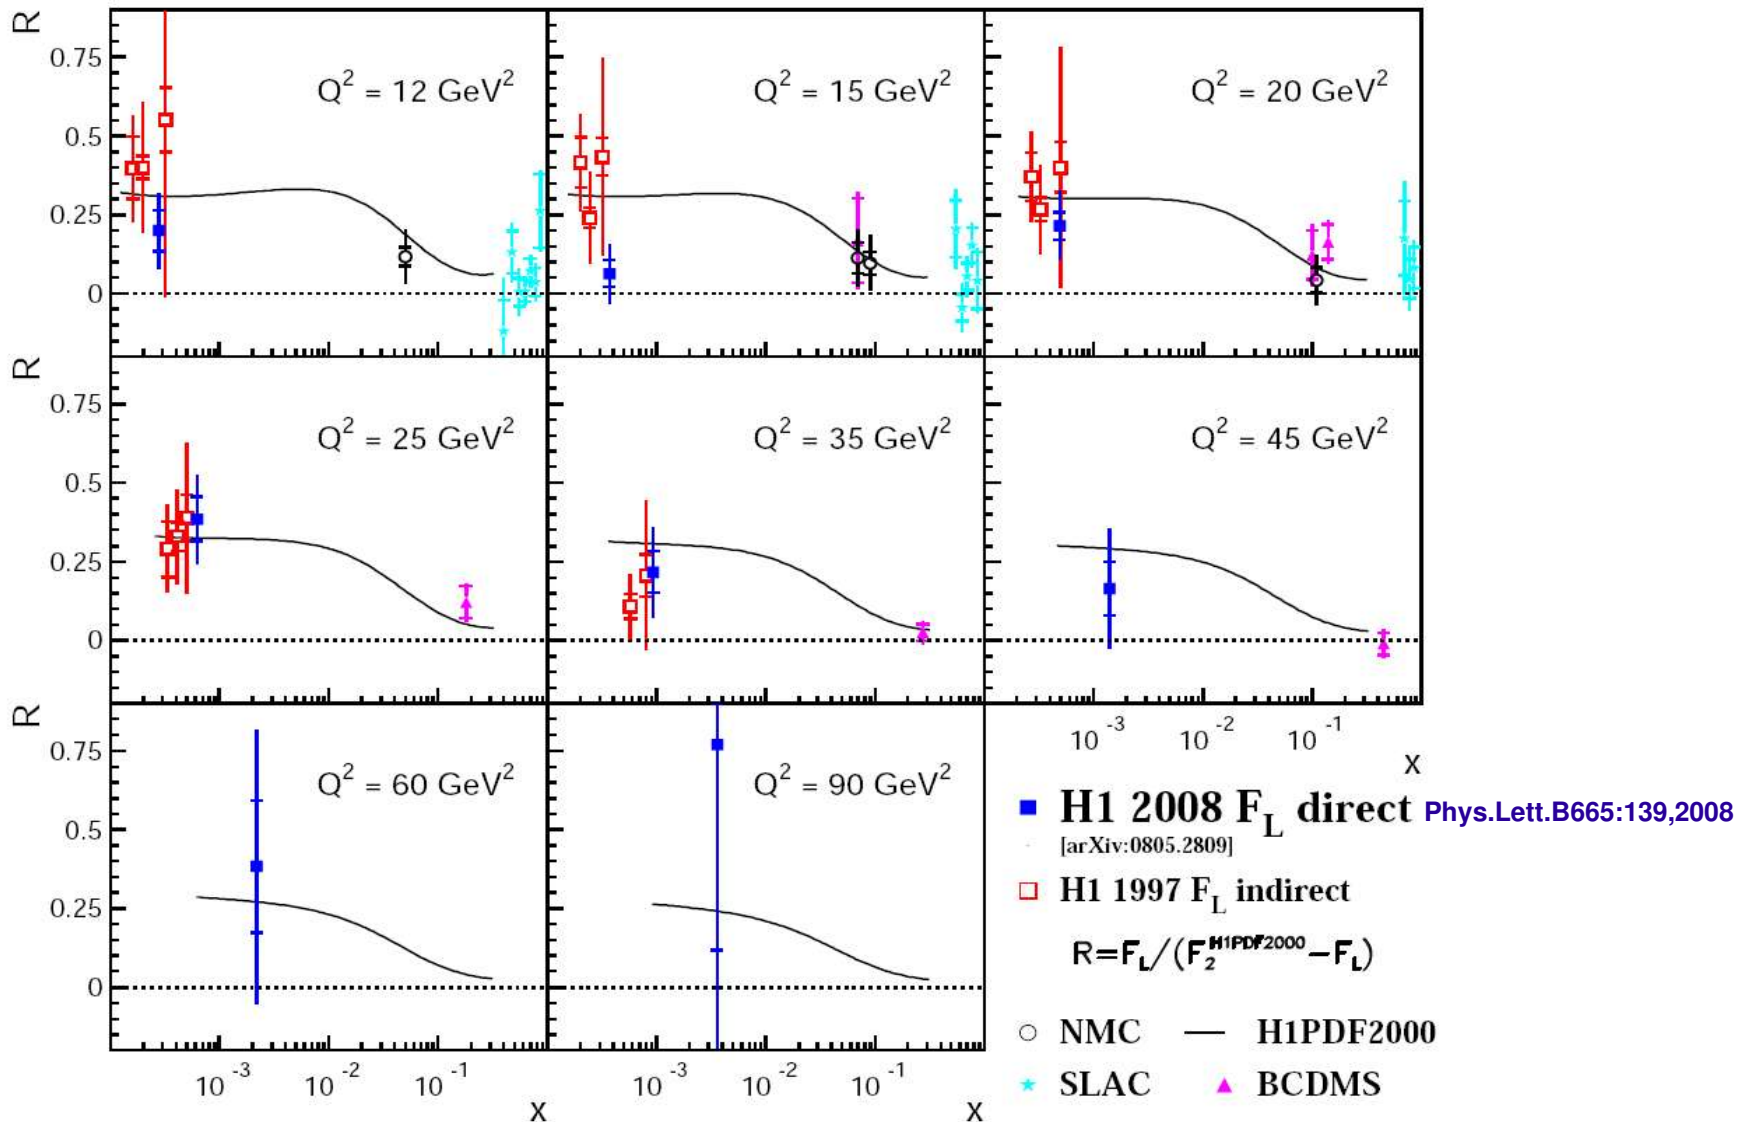 R
0.75
0.5
0.25
0
Q² = 12 GeV²
Q² = 15 GeV²
Q² = 20 GeV²
R
0.75
0.5
0.25
0
Q² = 25 GeV²
Q² = 35 GeV²
Q² = 45 GeV²
10⁻³ 10⁻² 10⁻¹
x
R
0.75
0.5
0.25
0
Q² = 60 GeV²
Q² = 90 GeV²
10⁻³ 10⁻² 10⁻¹
x
10⁻³ 10⁻² 10⁻¹
x
H1 2008 F_L direct Phys.Lett.B665:139,2008
[arXiv:0805.2809]
H1 1997 F_L indirect
R=F_L/(F₂^H1PDF2000−F_L)
NMC — H1PDF2000
SLAC BCDMS